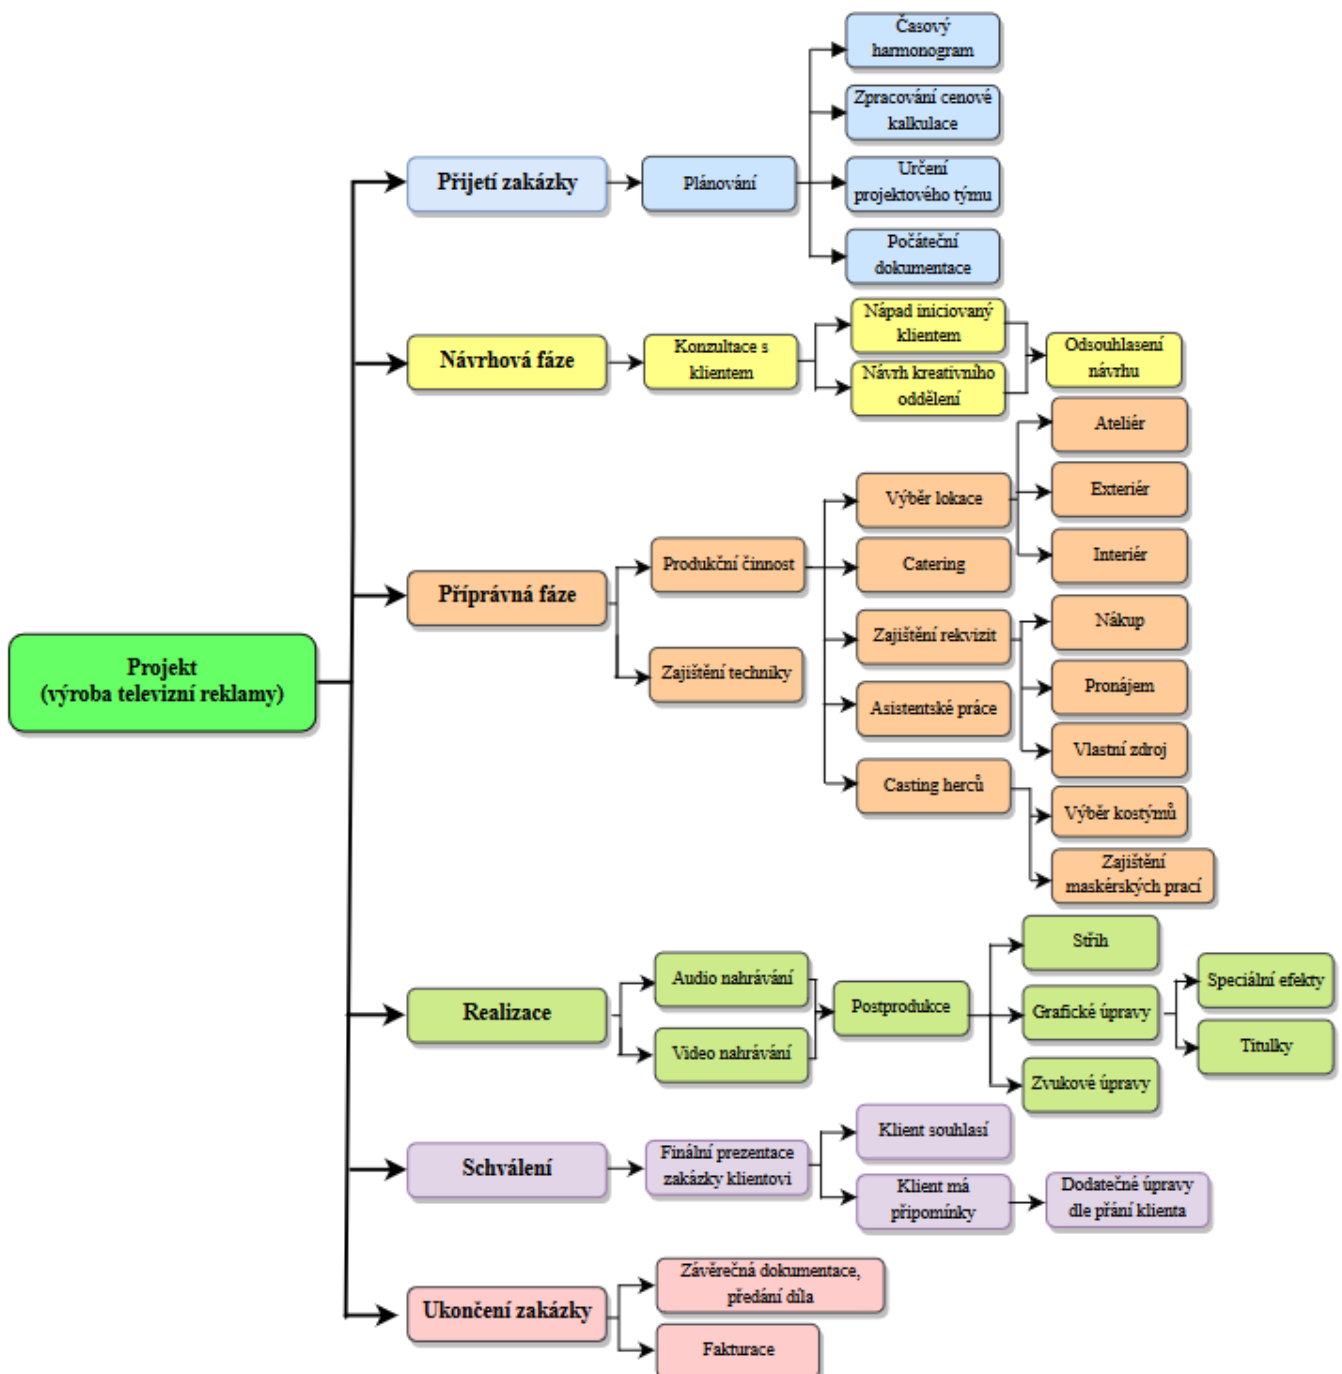 Časový
harmonogram
Zpracování cenové
kalkulace
Přijetí zakázky
Plánování
Určení
projektového týmu
Počáteční
dokumentace
Návrhová fáze
Konzultace s
klientem
Nápad iniciovaný
klientem
Návrh kreativního
oddělení
Odsouhlasení
návrhu
Příprávná fáze
Produkční činnost
Zajištění techniky
Výběr lokace
Ateliér
Exteriér
Interiér
Catering
Zajištění rekvizit
Nákup
Pronájem
Vlastní zdroj
Asistentské práce
Casting herců
Výběr kostýmů
Zajištění
maskérských prací
Projekt
(výroba televizní reklamy)
Realizace
Audio nahrávání
Video nahrávání
Postprodukce
Střih
Grafické úpravy
Speciální efekty
Titulky
Zvukové úpravy
Schválení
Finální prezentace
zakázky klientovi
Klient souhlasí
Klient má
připomínky
Dodatečné úpravy
dle přání klienta
Ukončení zakázky
Závěrečná dokumentace,
předání díla
Fakturace